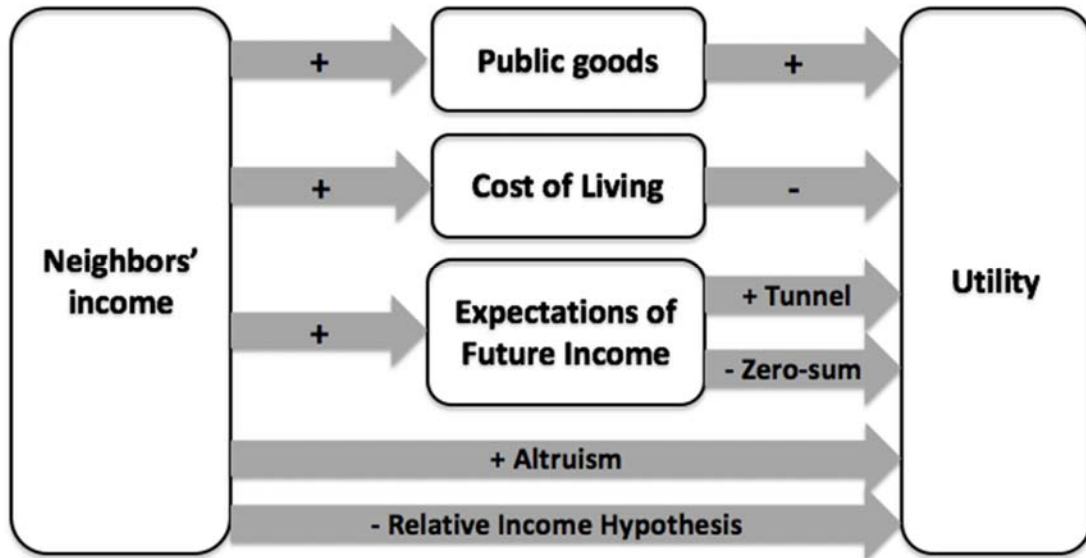 +
Public goods
+
+
Cost of Living
-
Neighbors'
income
+
Expectations of
Future Income
+ Tunnel
- Zero-sum
Utility
+ Altruism
- Relative Income Hypothesis